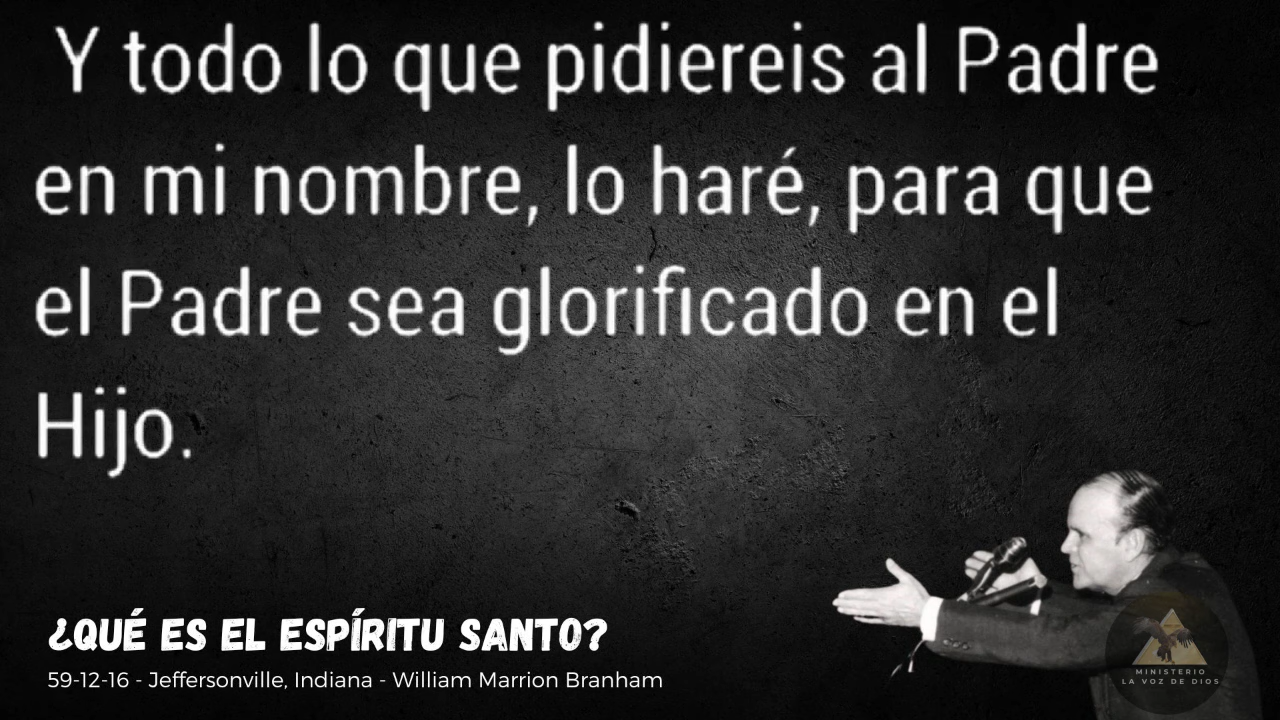 Y todo lo que pidiereis al Padre
en mi nombre, lo haré, para que
el Padre sea glorificado en el
Hijo.
¿QUÉ ES EL ESPÍRITU SANTO?
59-12-16 - Jeffersonville, Indiana - William Marrion Branham
MINISTERIO
LA VOZ DE DIOS